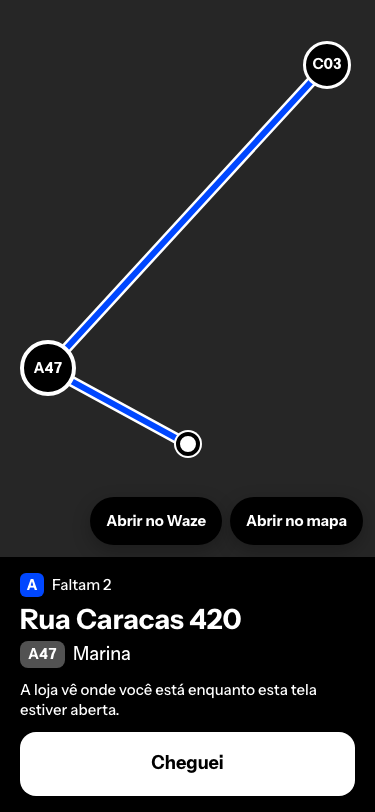 C03
A47
Abrir no Waze
Abrir no mapa
A Faltam 2
Rua Caracas 420
A47 Marina
A loja vê onde você está enquanto esta tela
estiver aberta.
Cheguei